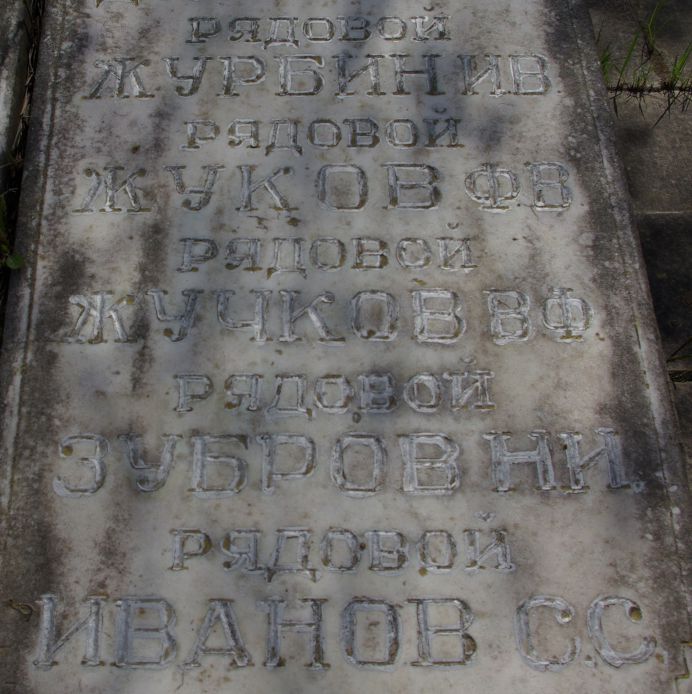 РЯДОВОЙ
ЖУРБИН И В
РЯДОВОЙ
ЖУКОВ Ф В
РЯДОВОЙ
ЖУЧКОВ В Ф
РЯДОВОЙ
ЗУБРОВ Н И.
РЯДОВОЙ
ИВАНОВ С.С.